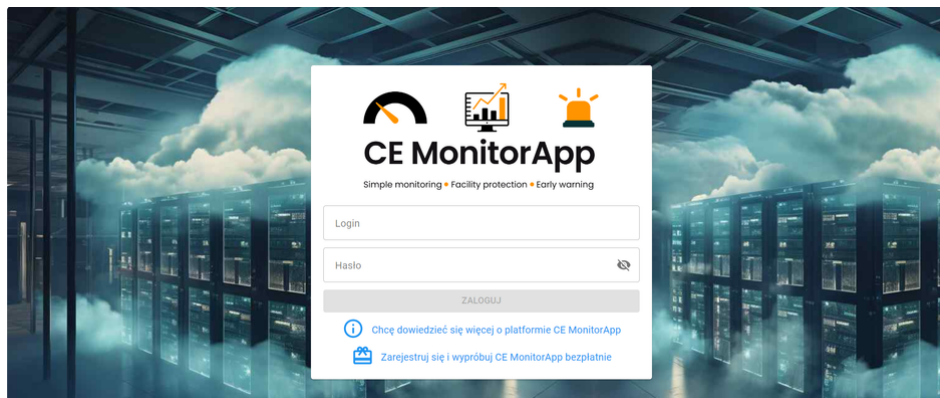 CE MonitorApp
Simple monitoring • Facility protection • Early warning
Login
Hasło
ZALOGUJ
Chcę dowiedzieć się więcej o platformie CE MonitorApp
Zarejestruj się i wypróbuj CE MonitorApp bezpłatnie